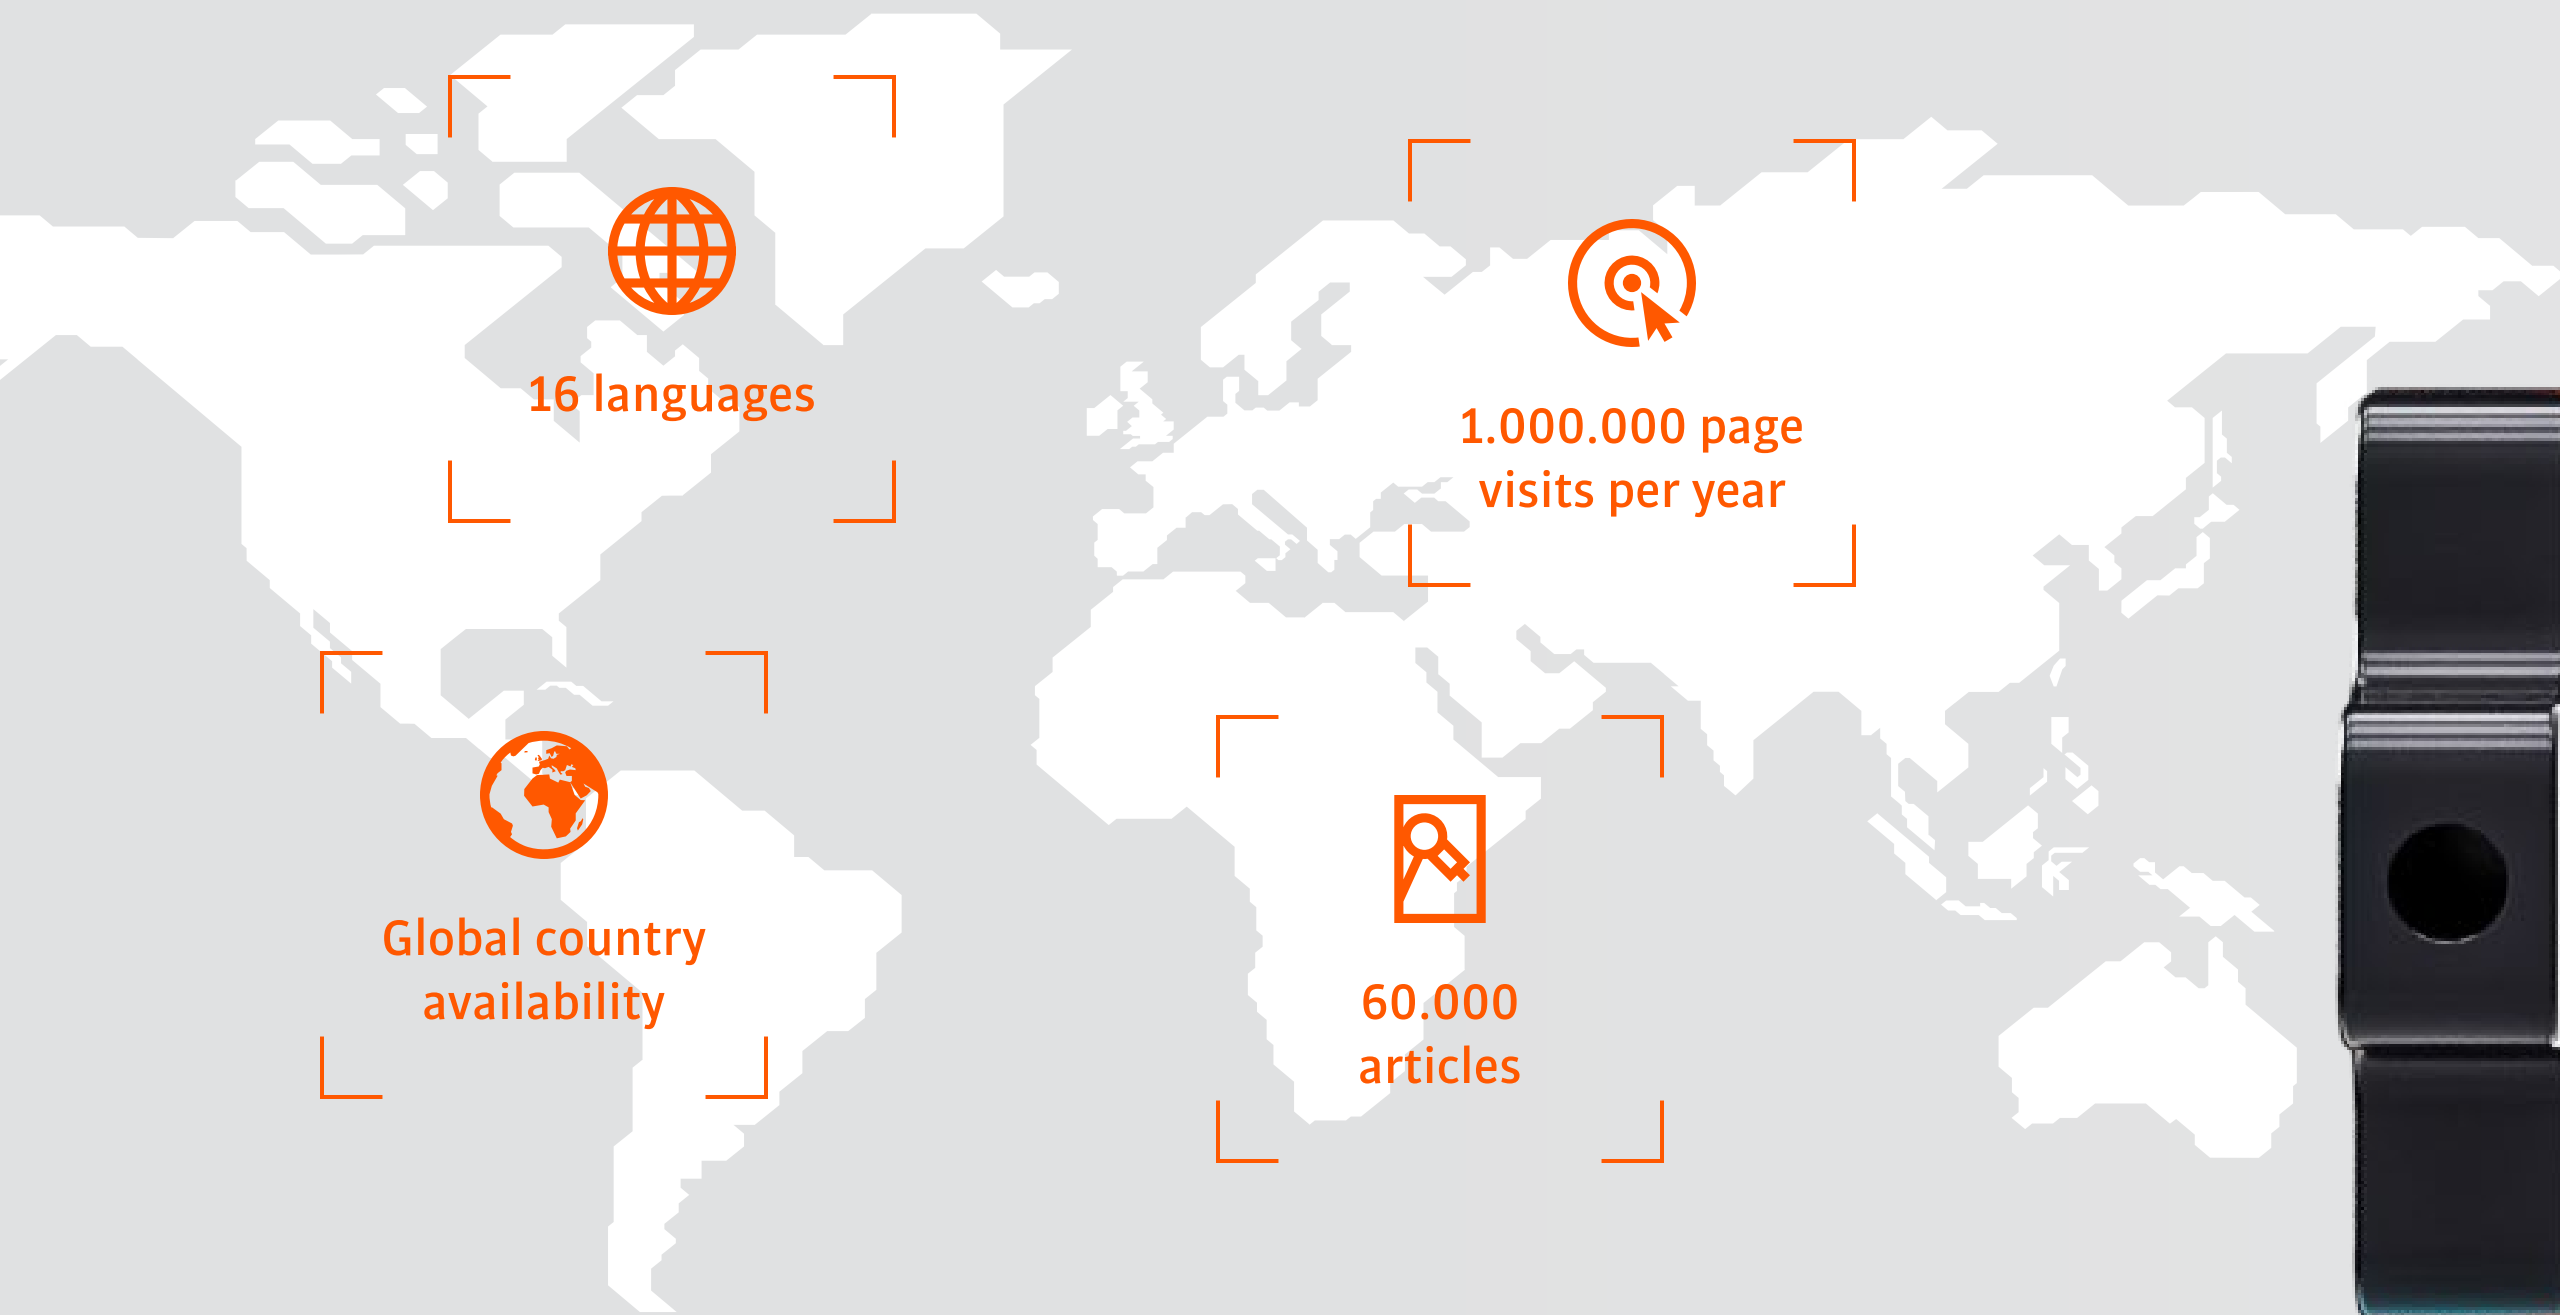 16 languages
1.000.000 page
visits per year
Global country
availability
60.000
articles